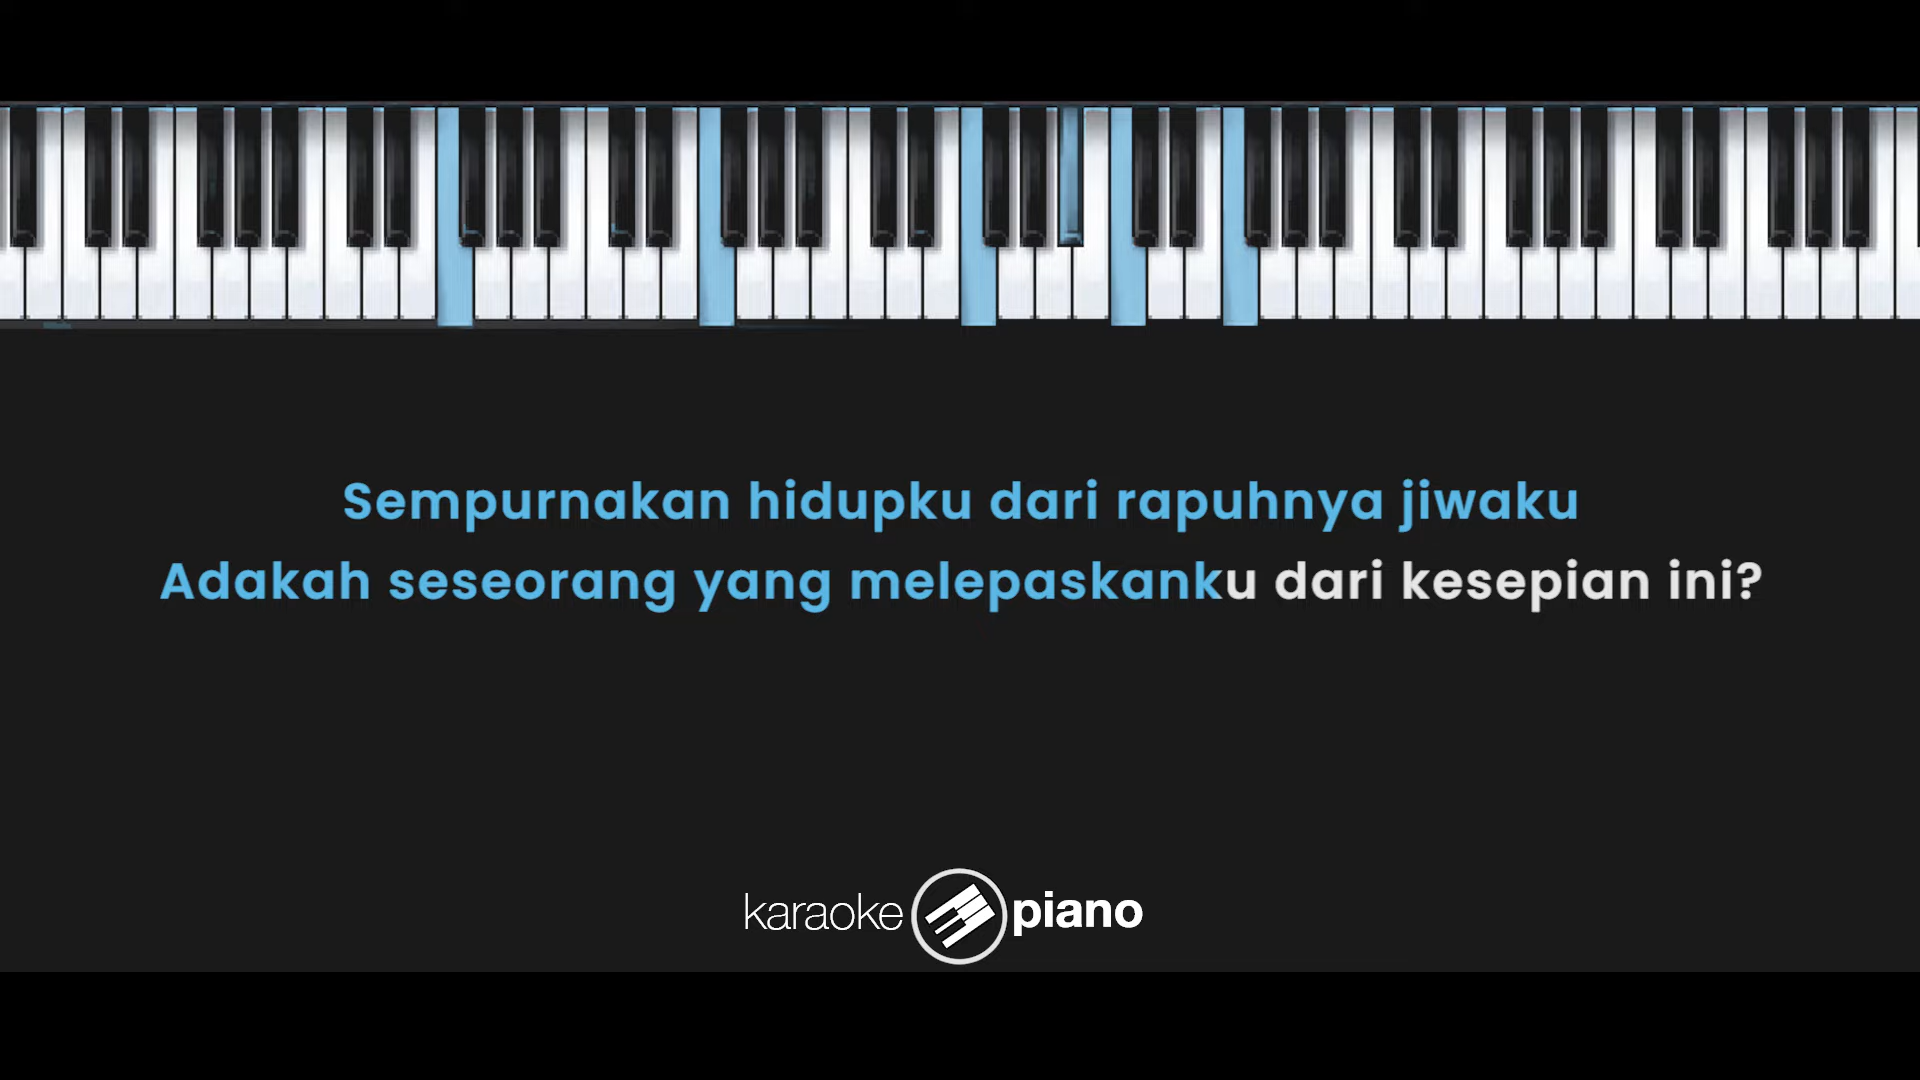 Sempurnakan hidupku dari rapuhnya jiwaku
Adakah seseorang yang melepaskanku dari kesepian ini?
karaoke piano